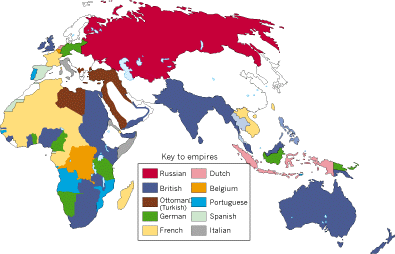 Key to empires
Russian
Dutch
British
Belgium
Ottoman
(Turkish)
Portuguese
German
Spanish
French
Italian